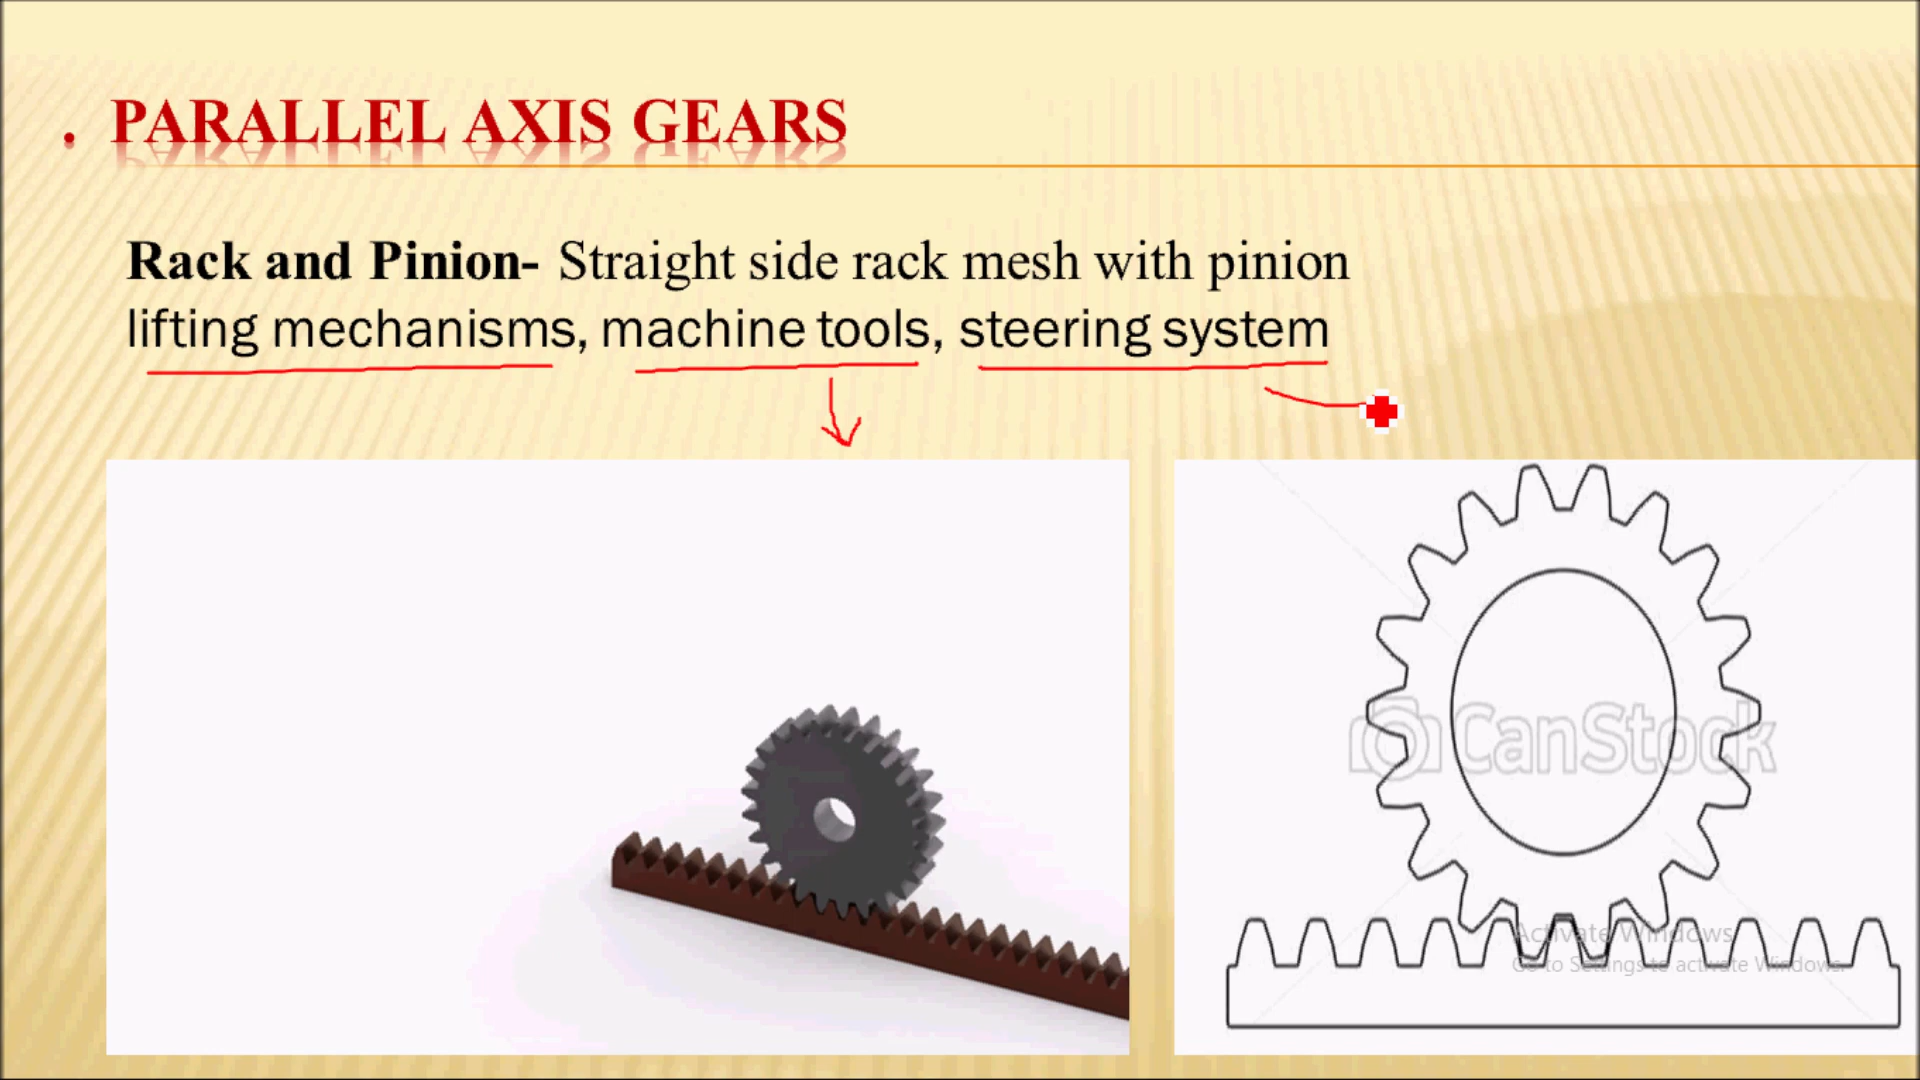 . PARALLEL AXIS GEARS
Rack and Pinion- Straight side rack mesh with pinion
lifting mechanisms, machine tools, steering system
CanStock
Activate Windows
Go to Settings to activate Windows.